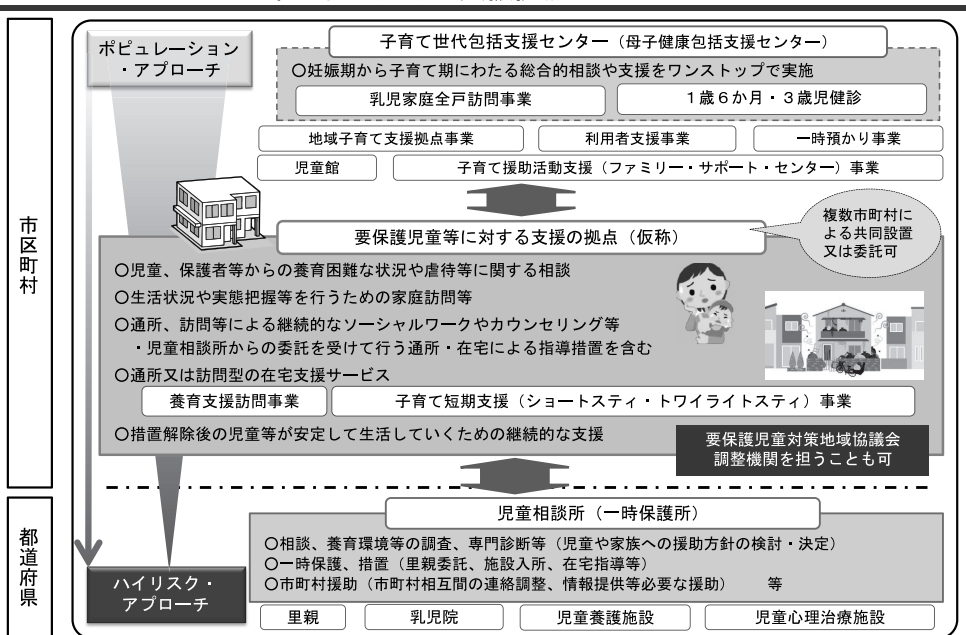 市区町村
ポピュレーション
・アプローチ
子育て世代包括支援センター（母子健康包括支援センター）
○妊娠期から子育て期にわたる総合的相談や支援をワンストップで実施
乳児家庭全戸訪問事業
１歳６か月・３歳児健診
地域子育て支援拠点事業
利用者支援事業
一時預かり事業
児童館
子育て援助活動支援（ファミリー・サポート・センター）事業
複数市町村に
よる共同設置
又は委託可
要保護児童等に対する支援の拠点（仮称）
○児童、保護者等からの養育困難な状況や虐待等に関する相談
○生活状況や実態把握等を行うための家庭訪問等
○通所、訪問等による継続的なソーシャルワークやカウンセリング等
・児童相談所からの委託を受けて行う通所・在宅による指導措置を含む
○通所又は訪問型の在宅支援サービス
養育支援訪問事業
子育て短期支援（ショートスティ・トワイライトスティ）事業
○措置解除後の児童等が安定して生活していくための継続的な支援
要保護児童対策地域協議会
調整機関を担うことも可
都道府県
児童相談所（一時保護所）
○相談、養育環境等の調査、専門診断等（児童や家族への援助方針の検討・決定）
○一時保護、措置（里親委託、施設入所、在宅指導等）
○市町村援助（市町村相互間の連絡調整、情報提供等必要な援助）　等
ハイリスク・
アプローチ
里親
乳児院
児童養護施設
児童心理治療施設